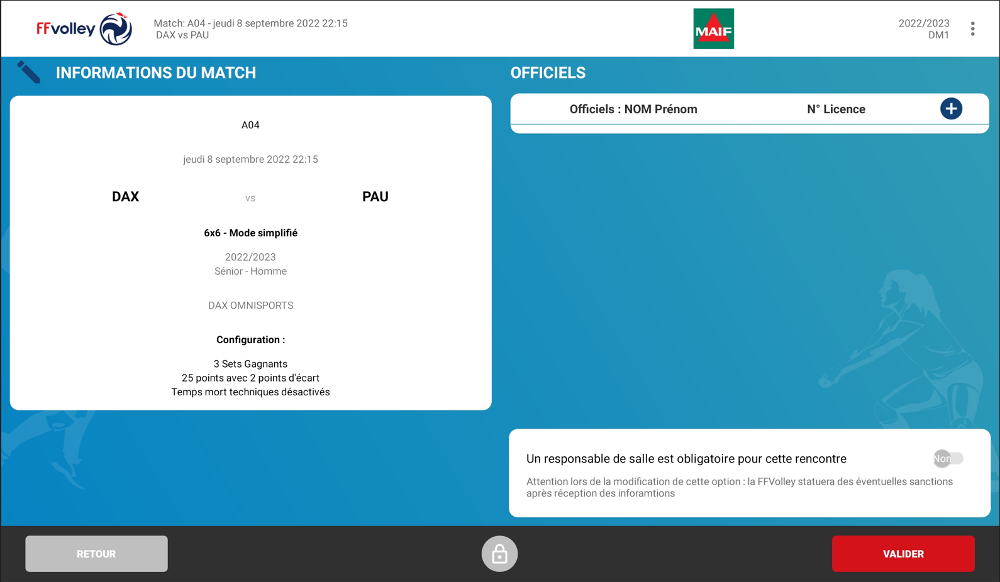 FFvolley
Match: A04 - jeudi 8 septembre 2022 22:15
DAX vs PAU
MAIF
2022/2023
DM1
INFORMATIONS DU MATCH
A04
jeudi 8 septembre 2022 22:15
DAX vs PAU
6x6 - Mode simplifié
2022/2023
Sénior - Homme
DAX OMNISPORTS
Configuration :
3 Sets Gagnants
25 points avec 2 points d'écart
Temps mort techniques désactivés
OFFICIELS
Officiels : NOM Prénom N° Licence
Un responsable de salle est obligatoire pour cette rencontre Non
Attention lors de la modification de cette option : la FFVolley statuera des éventuelles sanctions
après réception des inforamtions
RETOUR
VALIDER